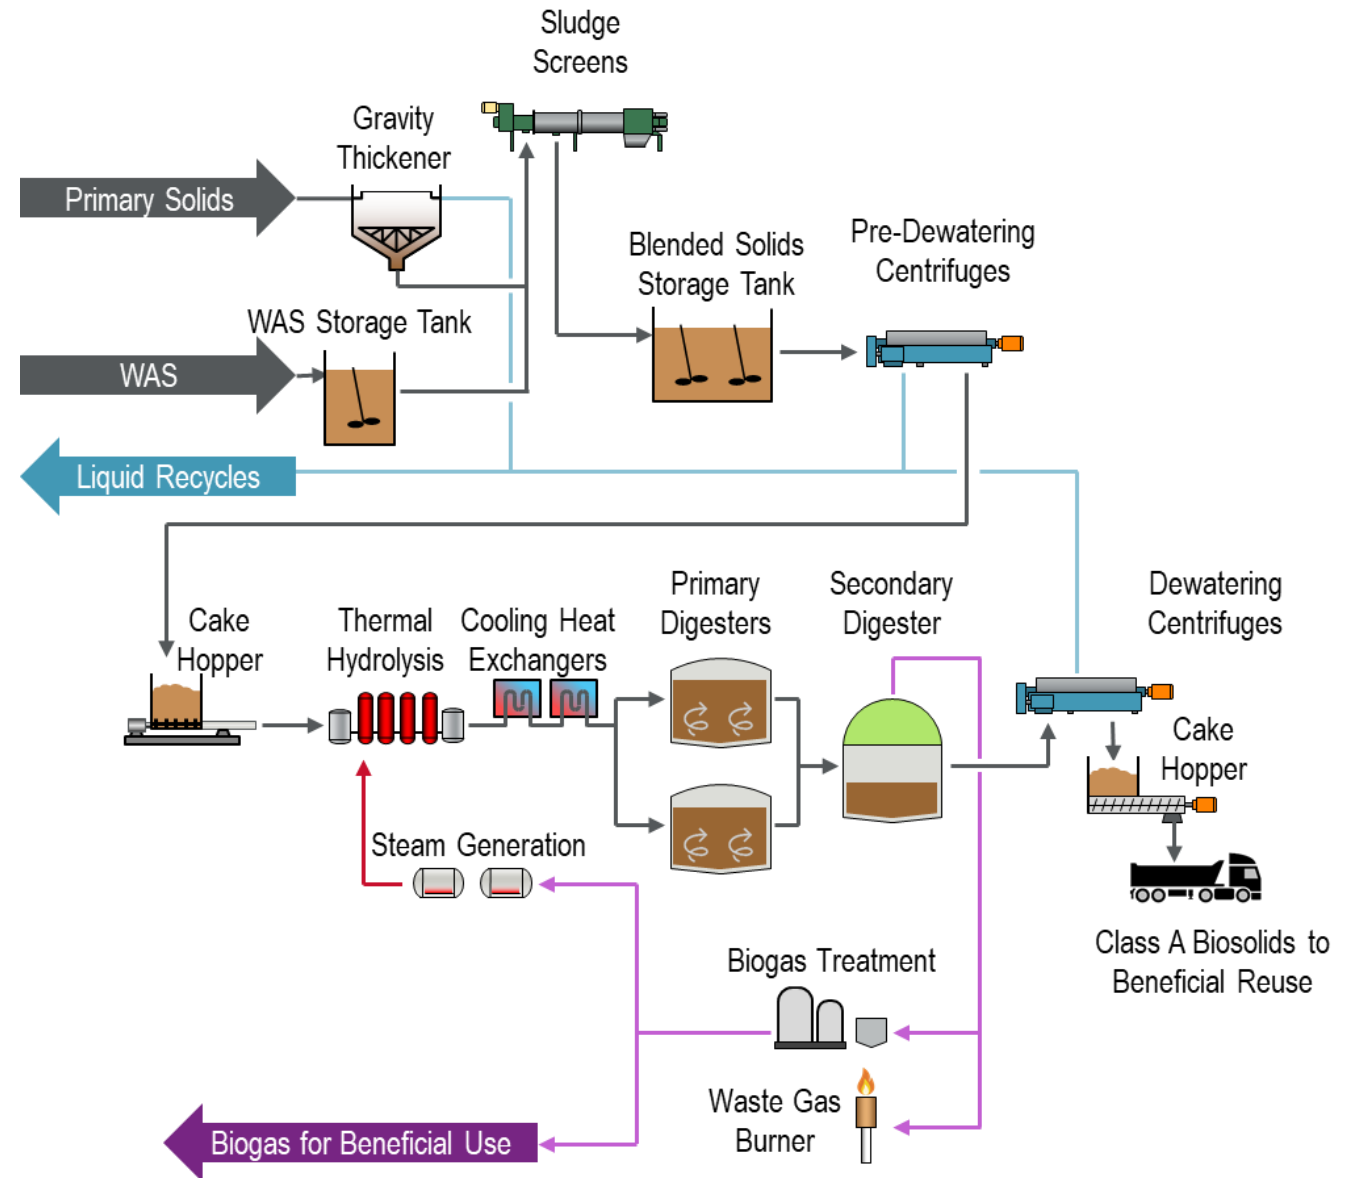 Sludge
Screens
Gravity
Thickener
Primary Solids
Blended Solids
Storage Tank
Pre-Dewatering
Centrifuges
WAS Storage Tank
WAS
Liquid Recycles
Cake
Hopper
Thermal
Hydrolysis
Cooling Heat
Exchangers
Primary
Digesters
Secondary
Digester
Dewatering
Centrifuges
Cake
Hopper
Steam Generation
Class A Biosolids to
Beneficial Reuse
Biogas Treatment
Waste Gas
Burner
Biogas for Beneficial Use